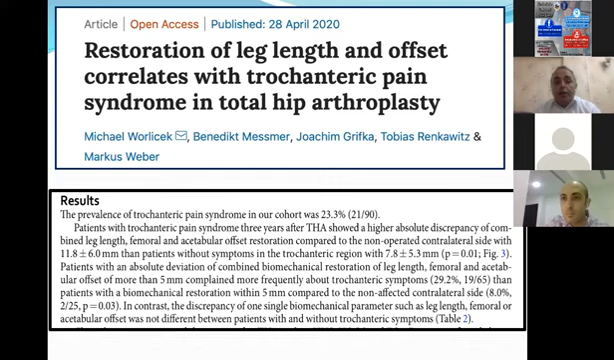 Article | Open Access | Published: 28 April 2020
Restoration of leg length and offset
correlates with trochanteric pain
syndrome in total hip arthroplasty
Michael Worlicek, Benedikt Messmer, Joachim Grifka, Tobias Renkawitz &
Markus Weber
Results
The prevalence of trochanteric pain syndrome in our cohort was 23.3% (21/90).
Patients with trochanteric pain syndrome three years after THA showed a higher absolute discrepancy of com-
bined leg length, femoral and acetabular offset restoration compared to the non-operated contralateral side with
11.8 ± 6.0 mm than patients without symptoms in the trochanteric region with 7.8 ± 5.3 mm (p = 0.01; Fig. 3).
Patients with an absolute deviation of combined biomechanical restoration of leg length, femoral and acetab-
ular offset of more than 5 mm complained more frequently about trochanteric symptoms (29.2%, 19/65) than
patients with a biomechanical restoration within 5 mm compared to the non-affected contralateral side (8.0%,
2/25, p = 0.03). In contrast, the discrepancy of one single biomechanical parameter such as leg length, femoral
or acetabular offset was not different between patients with and without trochanteric symptoms (Table 2).